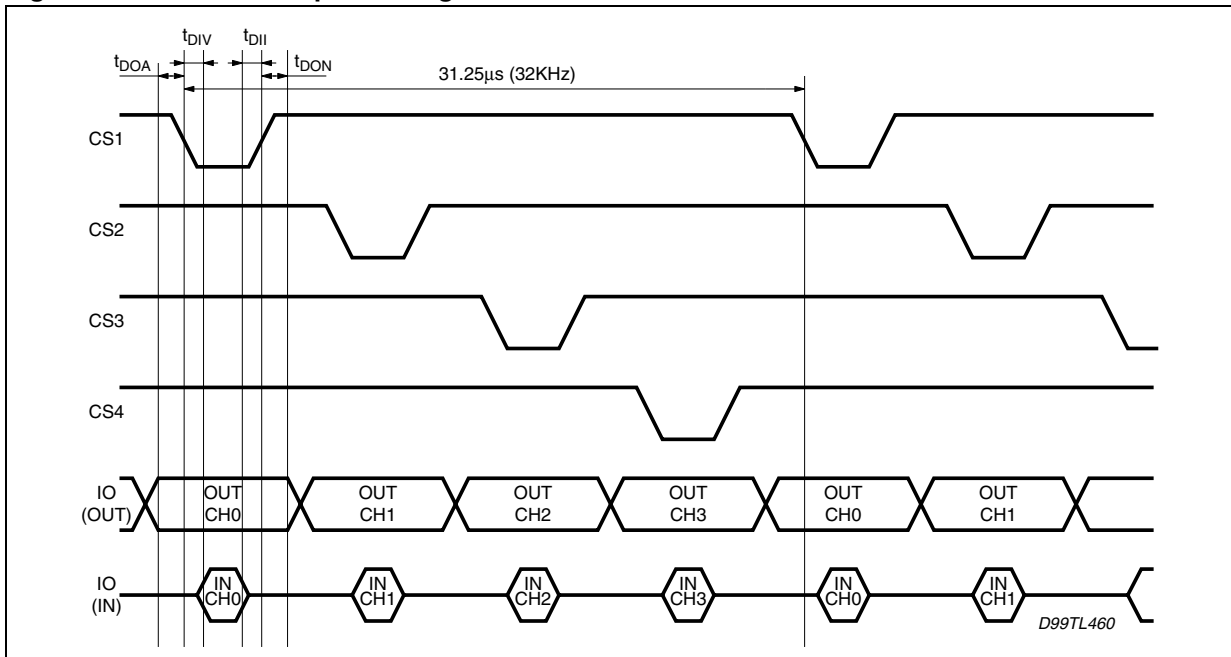 tDIV tDII
tDOA tDON
31.25µs (32KHz)
CS1
CS2
CS3
CS4
IO
(OUT)
OUT
CH0
OUT
CH1
OUT
CH2
OUT
CH3
OUT
CH0
OUT
CH1
IO
(IN)
IN
CH0
IN
CH1
IN
CH2
IN
CH3
IN
CH0
IN
CH1
D99TL460